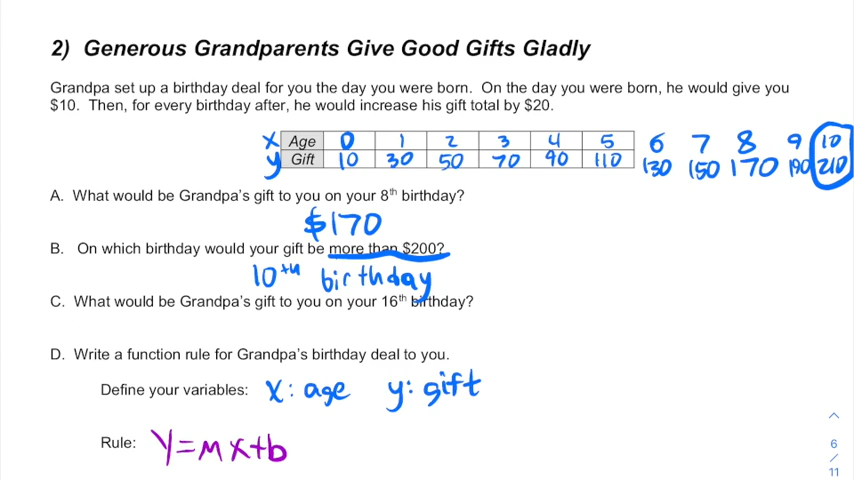 2) Generous Grandparents Give Good Gifts Gladly
Grandpa set up a birthday deal for you the day you were born. On the day you were born, he would give you
$10. Then, for every birthday after, he would increase his gift total by $20.
x Age 0 1 2 3 4 5 6 7 8 9 10
y Gift 10 30 50 70 90 110 130 150 170 190 210
A. What would be Grandpa's gift to you on your 8th birthday?
$170
B. On which birthday would your gift be more than $200?
10th birthday
C. What would be Grandpa's gift to you on your 16th birthday?
D. Write a function rule for Grandpa's birthday deal to you.
Define your variables: x: age y: gift
Rule: y=mx+b
6
/
11